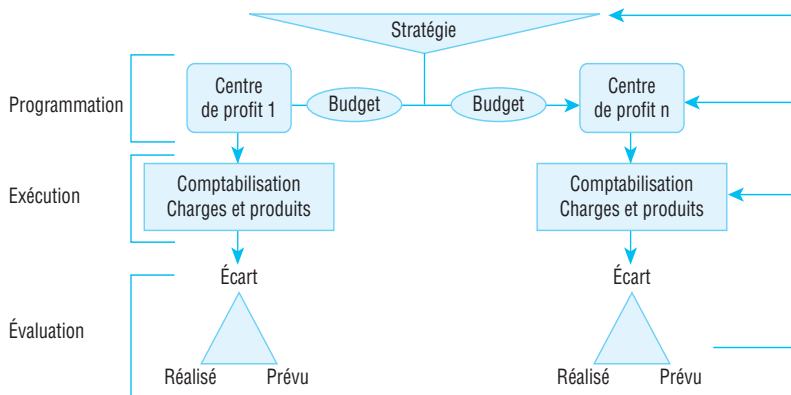 Stratégie
Programmation
Centre
de profit 1
Budget
Budget
Centre
de profit n
Exécution
Comptabilisation
Charges et produits
Comptabilisation
Charges et produits
Évaluation
Écart
Écart
Réalisé
Prévu
Réalisé
Prévu